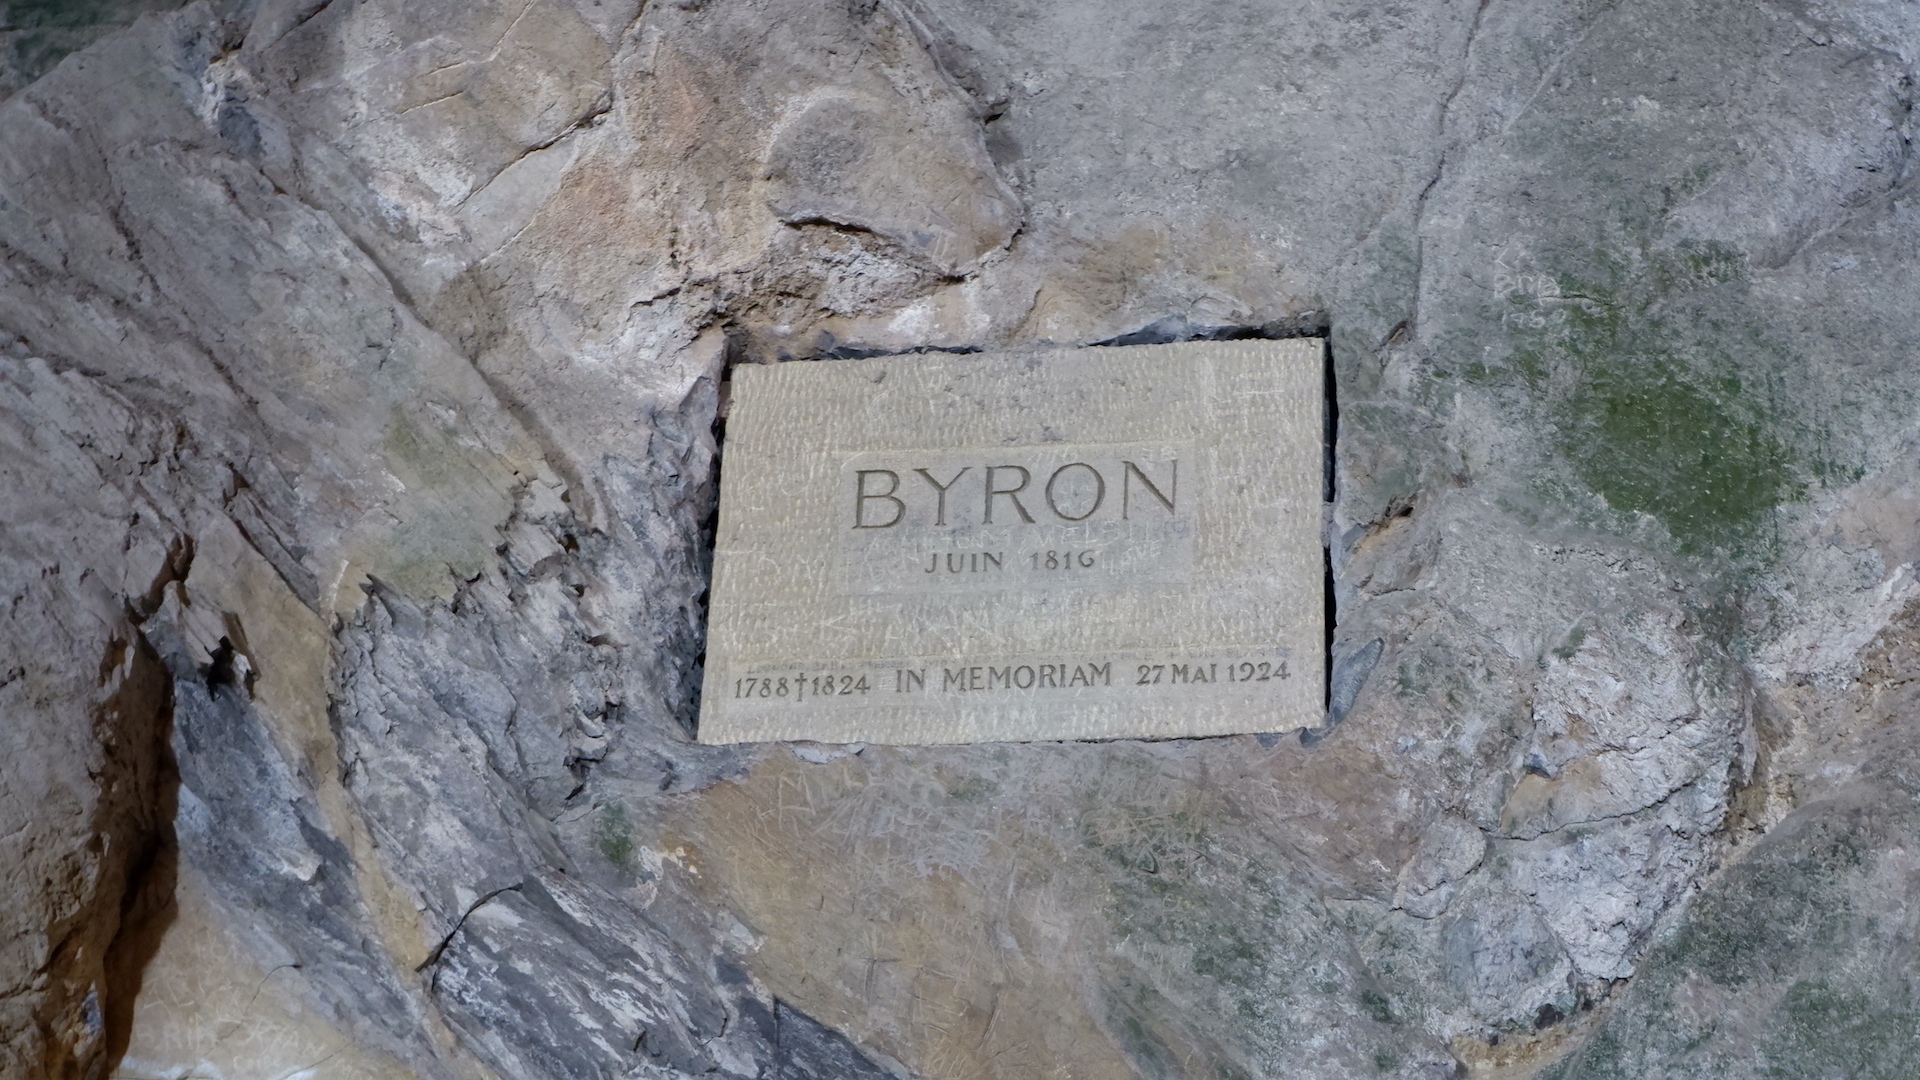 BYRON
JUIN 1816
1788†1824 IN MEMORIAM 27 MAI 1924